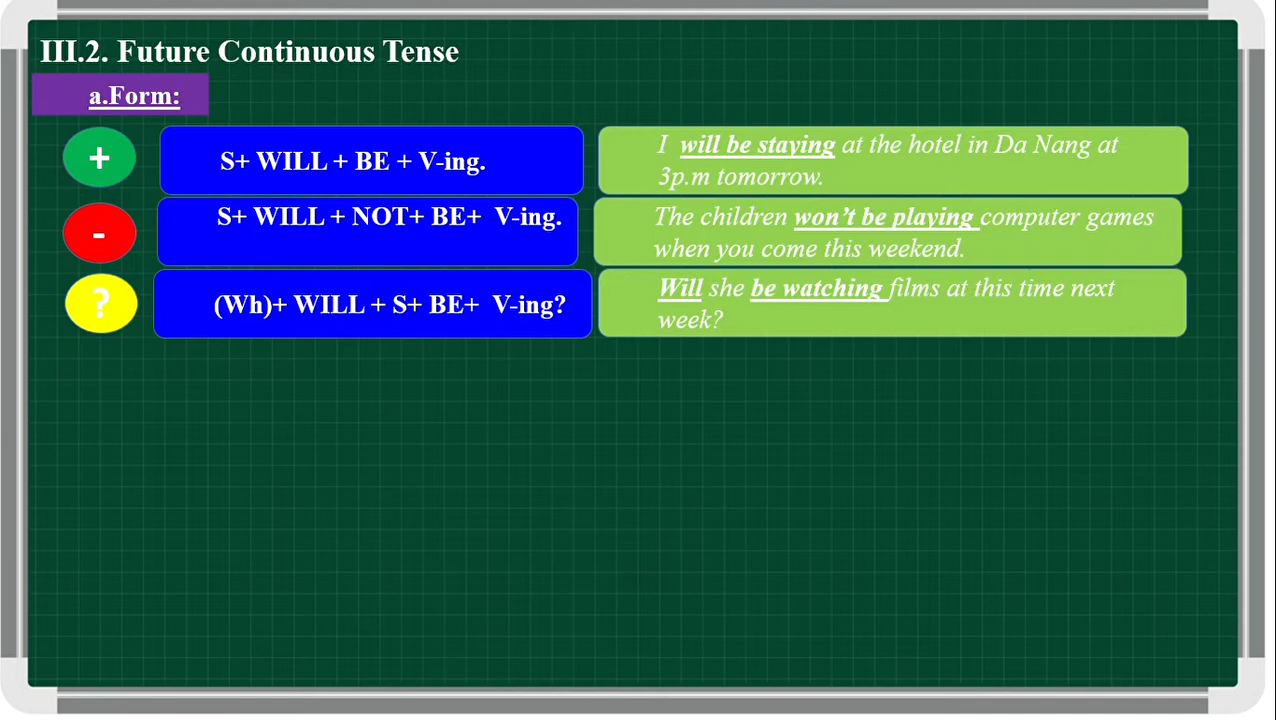 III.2. Future Continuous Tense
a.Form:
+
S+ WILL + BE + V-ing.
I will be staying at the hotel in Da Nang at
3p.m tomorrow.
-
S+ WILL + NOT+ BE+ V-ing.
The children won’t be playing computer games
when you come this weekend.
?
(Wh)+ WILL + S+ BE+ V-ing?
Will she be watching films at this time next
week?